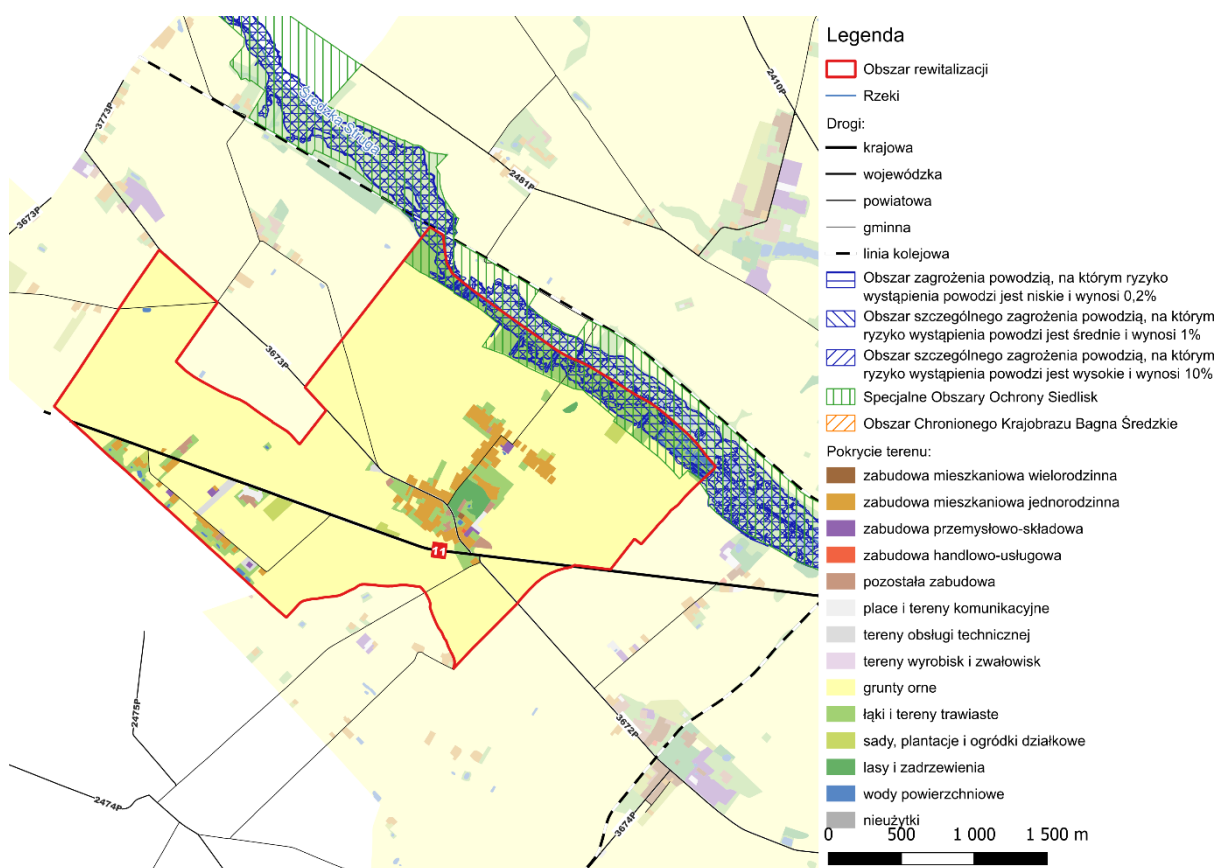 Legenda
Obszar rewitalizacji
Rzeki
Drogi:
krajowa
wojewódzka
powiatowa
gminna
linia kolejowa
Obszar zagrożenia powodzią, na którym ryzyko
wystąpienia powodzi jest niskie i wynosi 0,2%
Obszar szczególnego zagrożenia powodzią, na którym
ryzyko wystąpienia powodzi jest średnie i wynosi 1%
Obszar szczególnego zagrożenia powodzią, na którym
ryzyko wystąpienia powodzi jest wysokie i wynosi 10%
Specjalne Obszary Ochrony Siedlisk
Obszar Chronionego Krajobrazu Bagna Średzkie
Pokrycie terenu:
zabudowa mieszkaniowa wielorodzinna
zabudowa mieszkaniowa jednorodzinna
zabudowa przemysłowo-składowa
zabudowa handlowo-usługowa
pozostała zabudowa
place i tereny komunikacyjne
tereny obsługi technicznej
tereny wyrobisk i zwałowisk
grunty orne
łąki i tereny trawiaste
sady, plantacje i ogródki działkowe
lasy i zadrzewienia
wody powierzchniowe
nieużytki
0 500 1 000 1 500 m
2410P
3773P
Średzka Struga
2481P
3673P
3673P
11
2475P
3672P
2474P
3674P